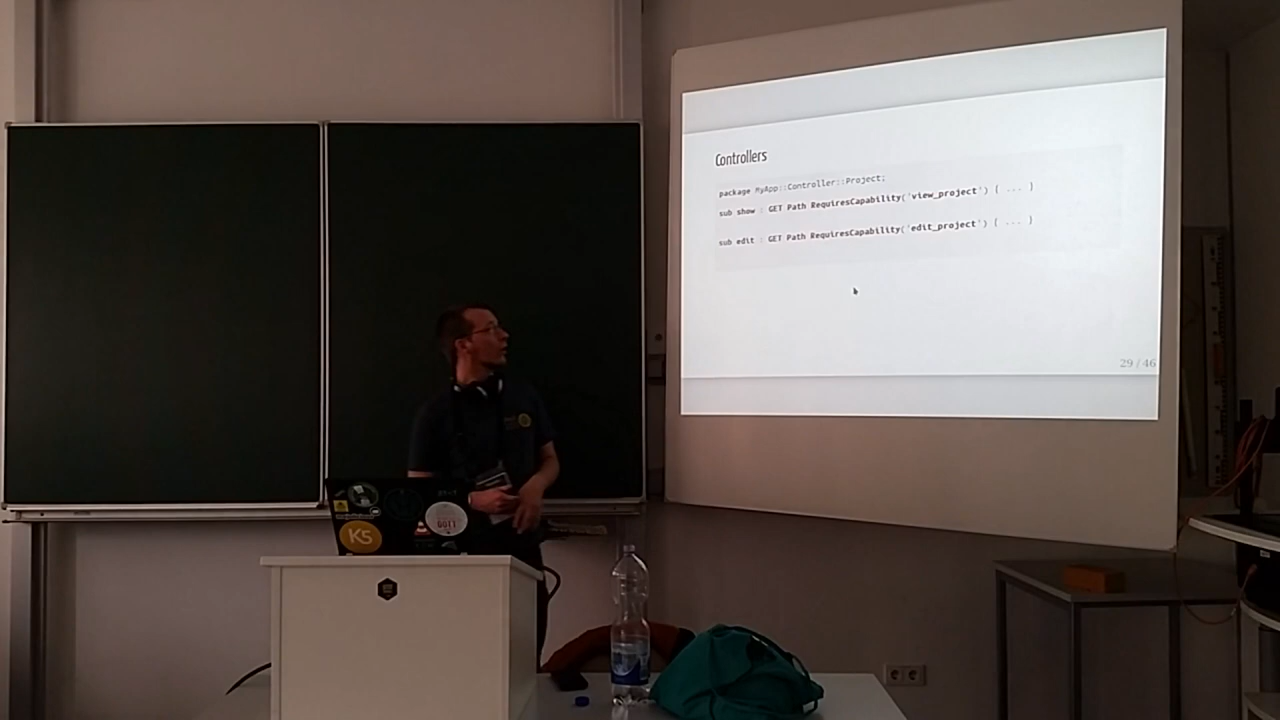 Controllers
package MyApp::Controller::Project;
sub show : GET Path RequiresCapability('view_project') { ... }
sub edit : GET Path RequiresCapability('edit_project') { ... }
29 / 46
K5